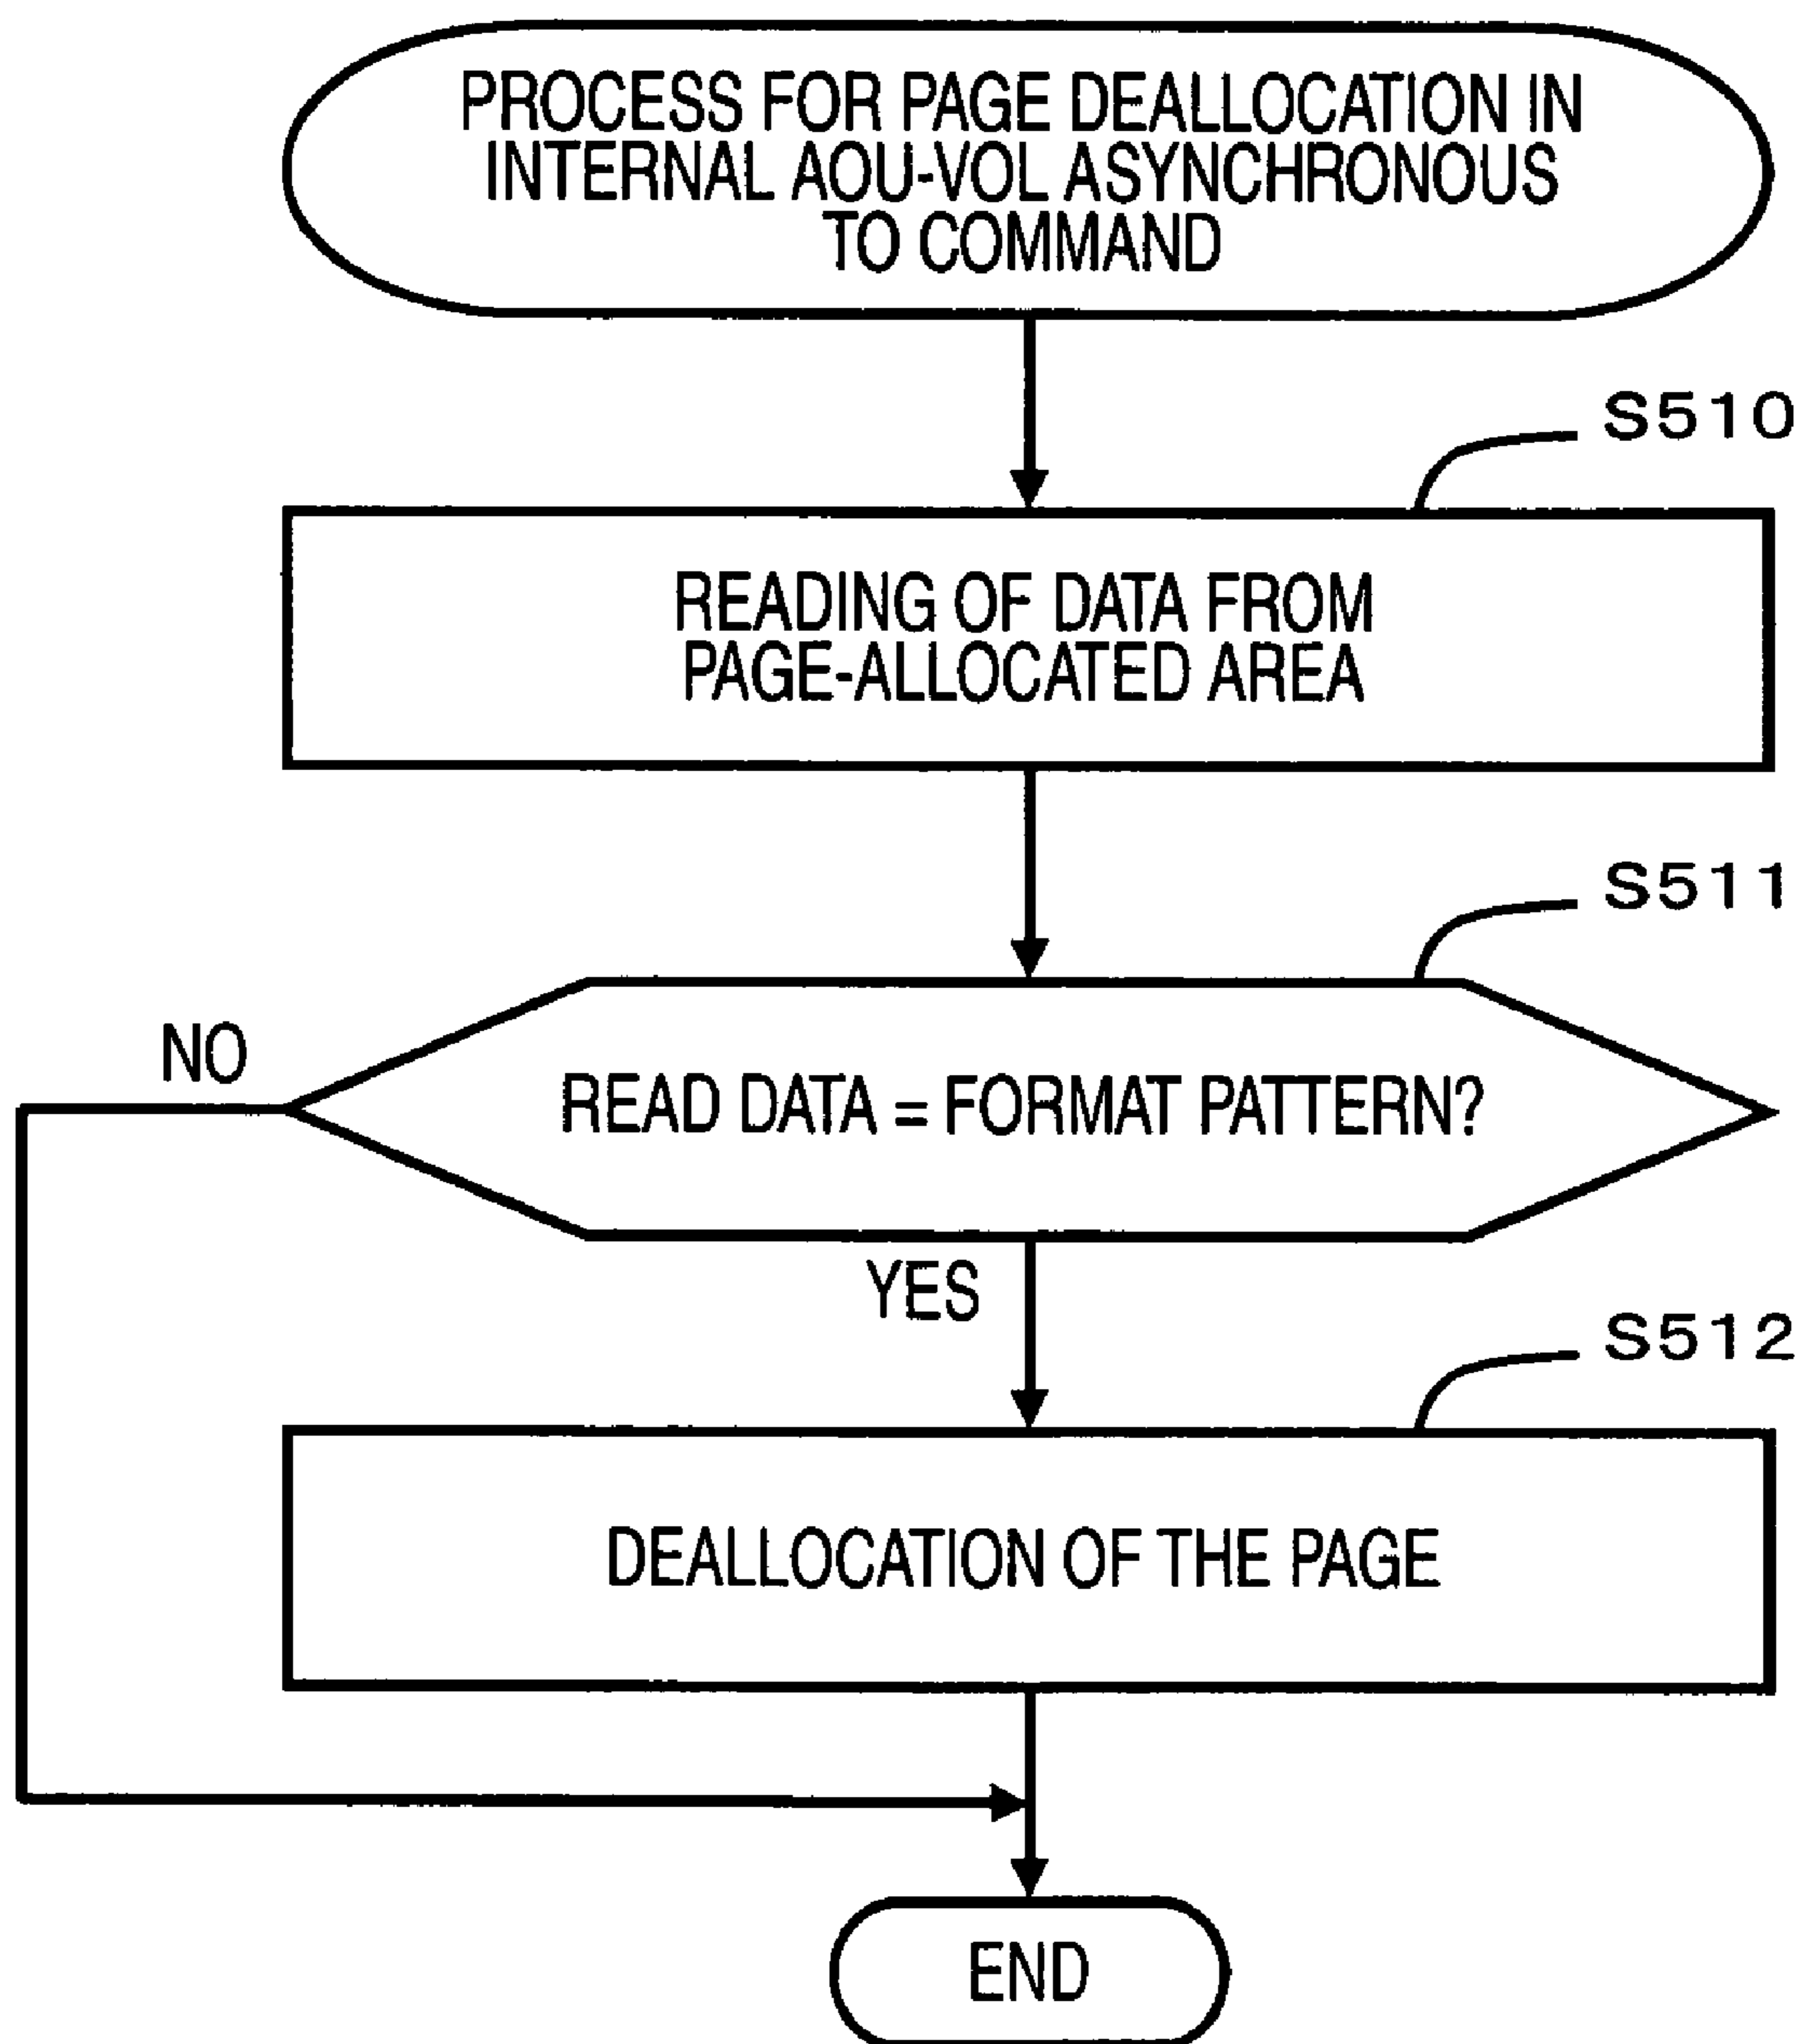 PROCESS FOR PAGE DEALLOCATION IN
INTERNAL AOU-VOL ASYNCHRONOUS
TO COMMAND
S510
READING OF DATA FROM
PAGE-ALLOCATED AREA
S511
NO
READ DATA = FORMAT PATTERN?
YES
S512
DEALLOCATION OF THE PAGE
END